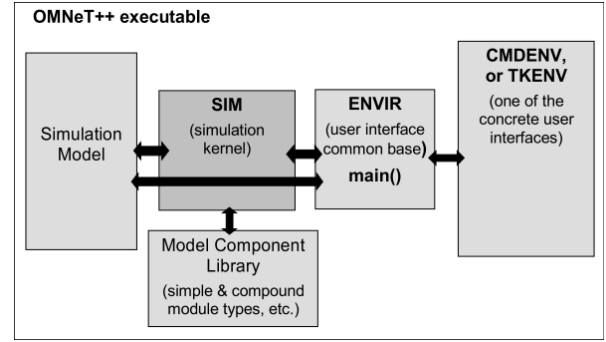 OMNeT++ executable
Simulation
Model
SIM
(simulation
kernel)
ENVIR
(user interface
common base)
main()
CMDENV,
or TKENV
(one of the
concrete user
interfaces)
Model Component
Library
(simple & compound
module types, etc.)